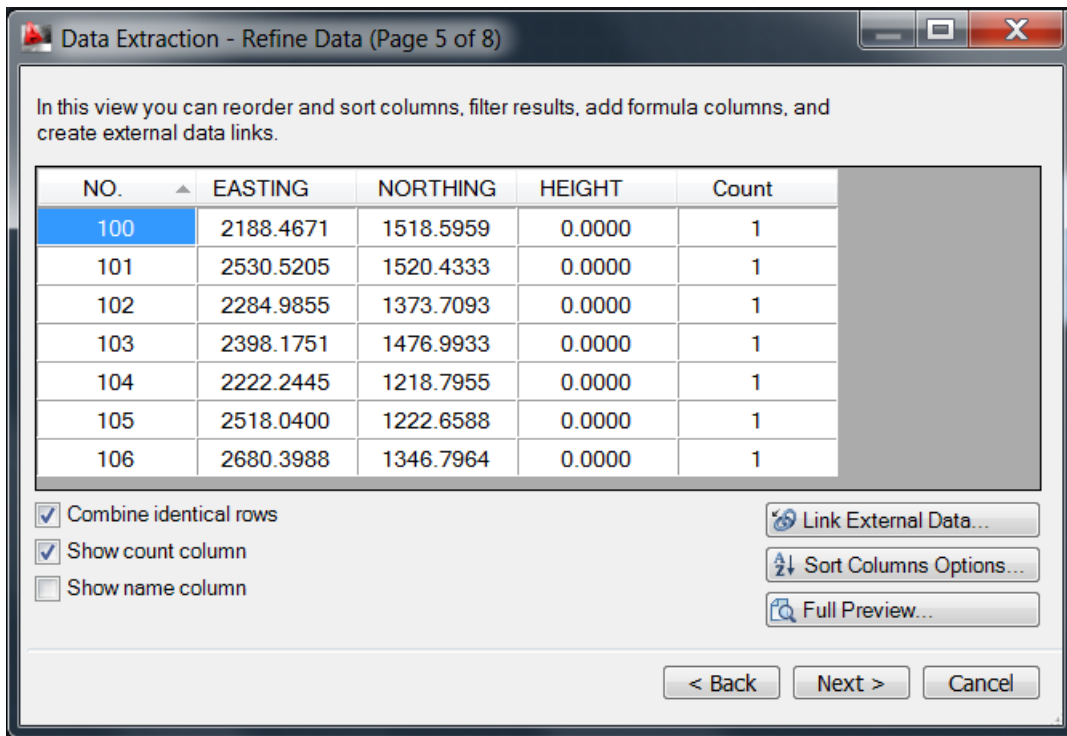 Data Extraction - Refine Data (Page 5 of 8)
In this view you can reorder and sort columns, filter results, add formula columns, and
create external data links.
NO. EASTING NORTHING HEIGHT Count
100 2188.4671 1518.5959 0.0000 1
101 2530.5205 1520.4333 0.0000 1
102 2284.9855 1373.7093 0.0000 1
103 2398.1751 1476.9933 0.0000 1
104 2222.2445 1218.7955 0.0000 1
105 2518.0400 1222.6588 0.0000 1
106 2680.3988 1346.7964 0.0000 1
Combine identical rows
Show count column
Show name column
Link External Data...
Sort Columns Options...
Full Preview...
< Back Next > Cancel